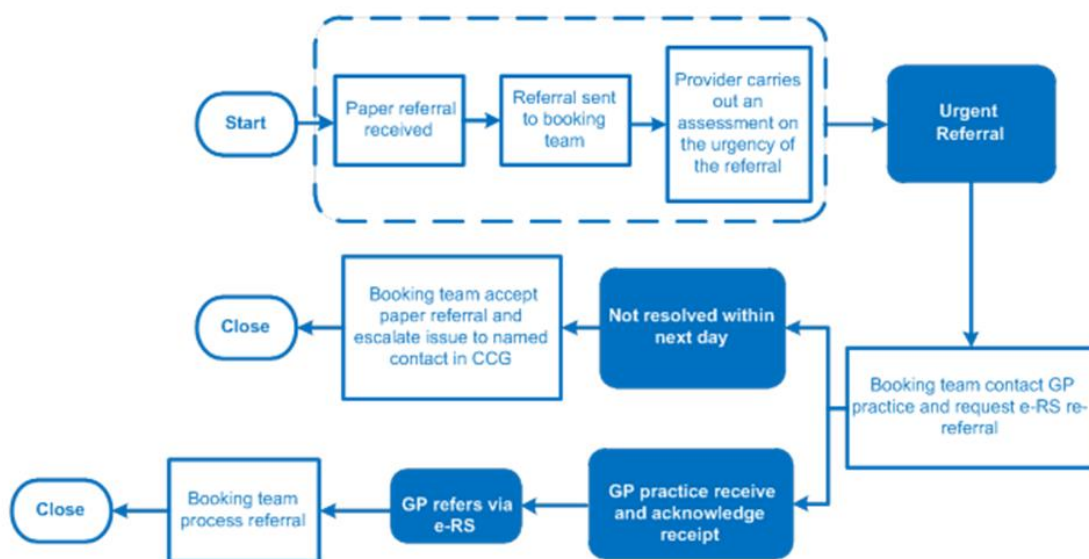 Start
Paper referral
received
Referral sent
to booking
team
Provider carries
out an
assessment on
the urgency of
the referral
Urgent
Referral
Close
Booking team accept
paper referral and
escalate issue to named
contact in CCG
Not resolved within
next day
Booking team contact GP
practice and request e-RS re-
referral
Close
Booking team
process referral
GP refers via
e-RS
GP practice receive
and acknowledge
receipt